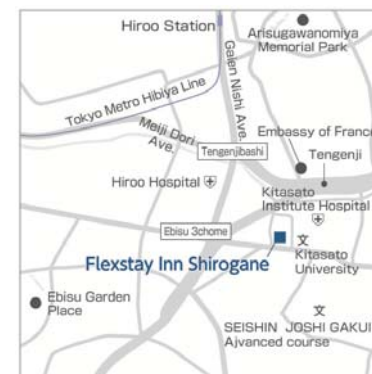 Hiroo Station
Arisugawanomiya
Memorial Park
Gaien Nishi Ave.
Tokyo Metro Hibiya Line
Meiji Dori
Ave.
Tengenjibashi
Embassy of France
Tengenji
Hiroo Hospital
Kitasato
Institute Hospital
Ebisu 3chome
文
Kitasato
University
Flexstay Inn Shirogane
Ebisu Garden
Place
文
SEISHIN JOSHI GAKUI
Ajvanced course